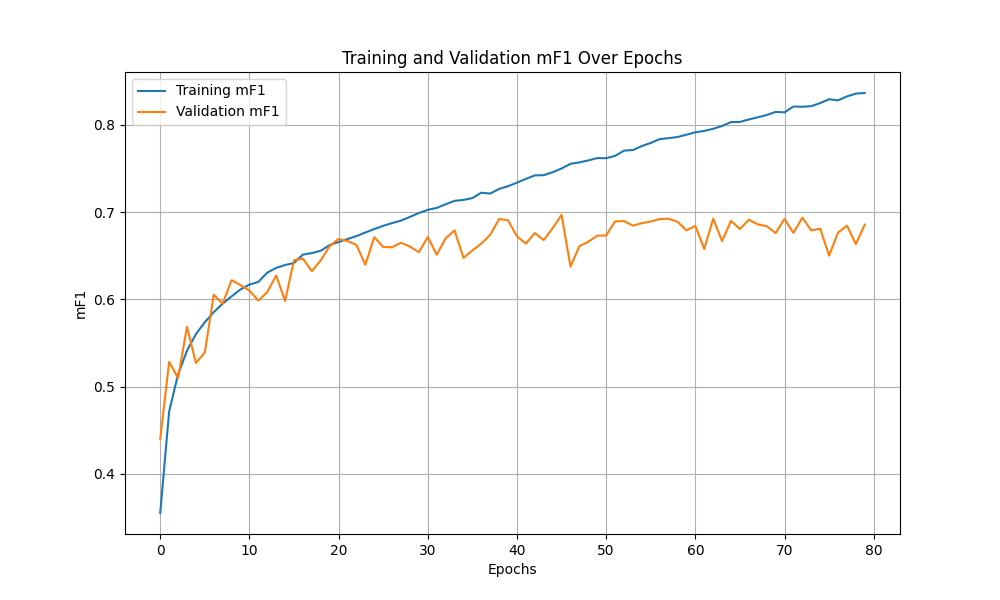 Training and Validation mF1 Over Epochs
Training mF1
Validation mF1
mF1
0.8
0.7
0.6
0.5
0.4
0 10 20 30 40 50 60 70 80
Epochs